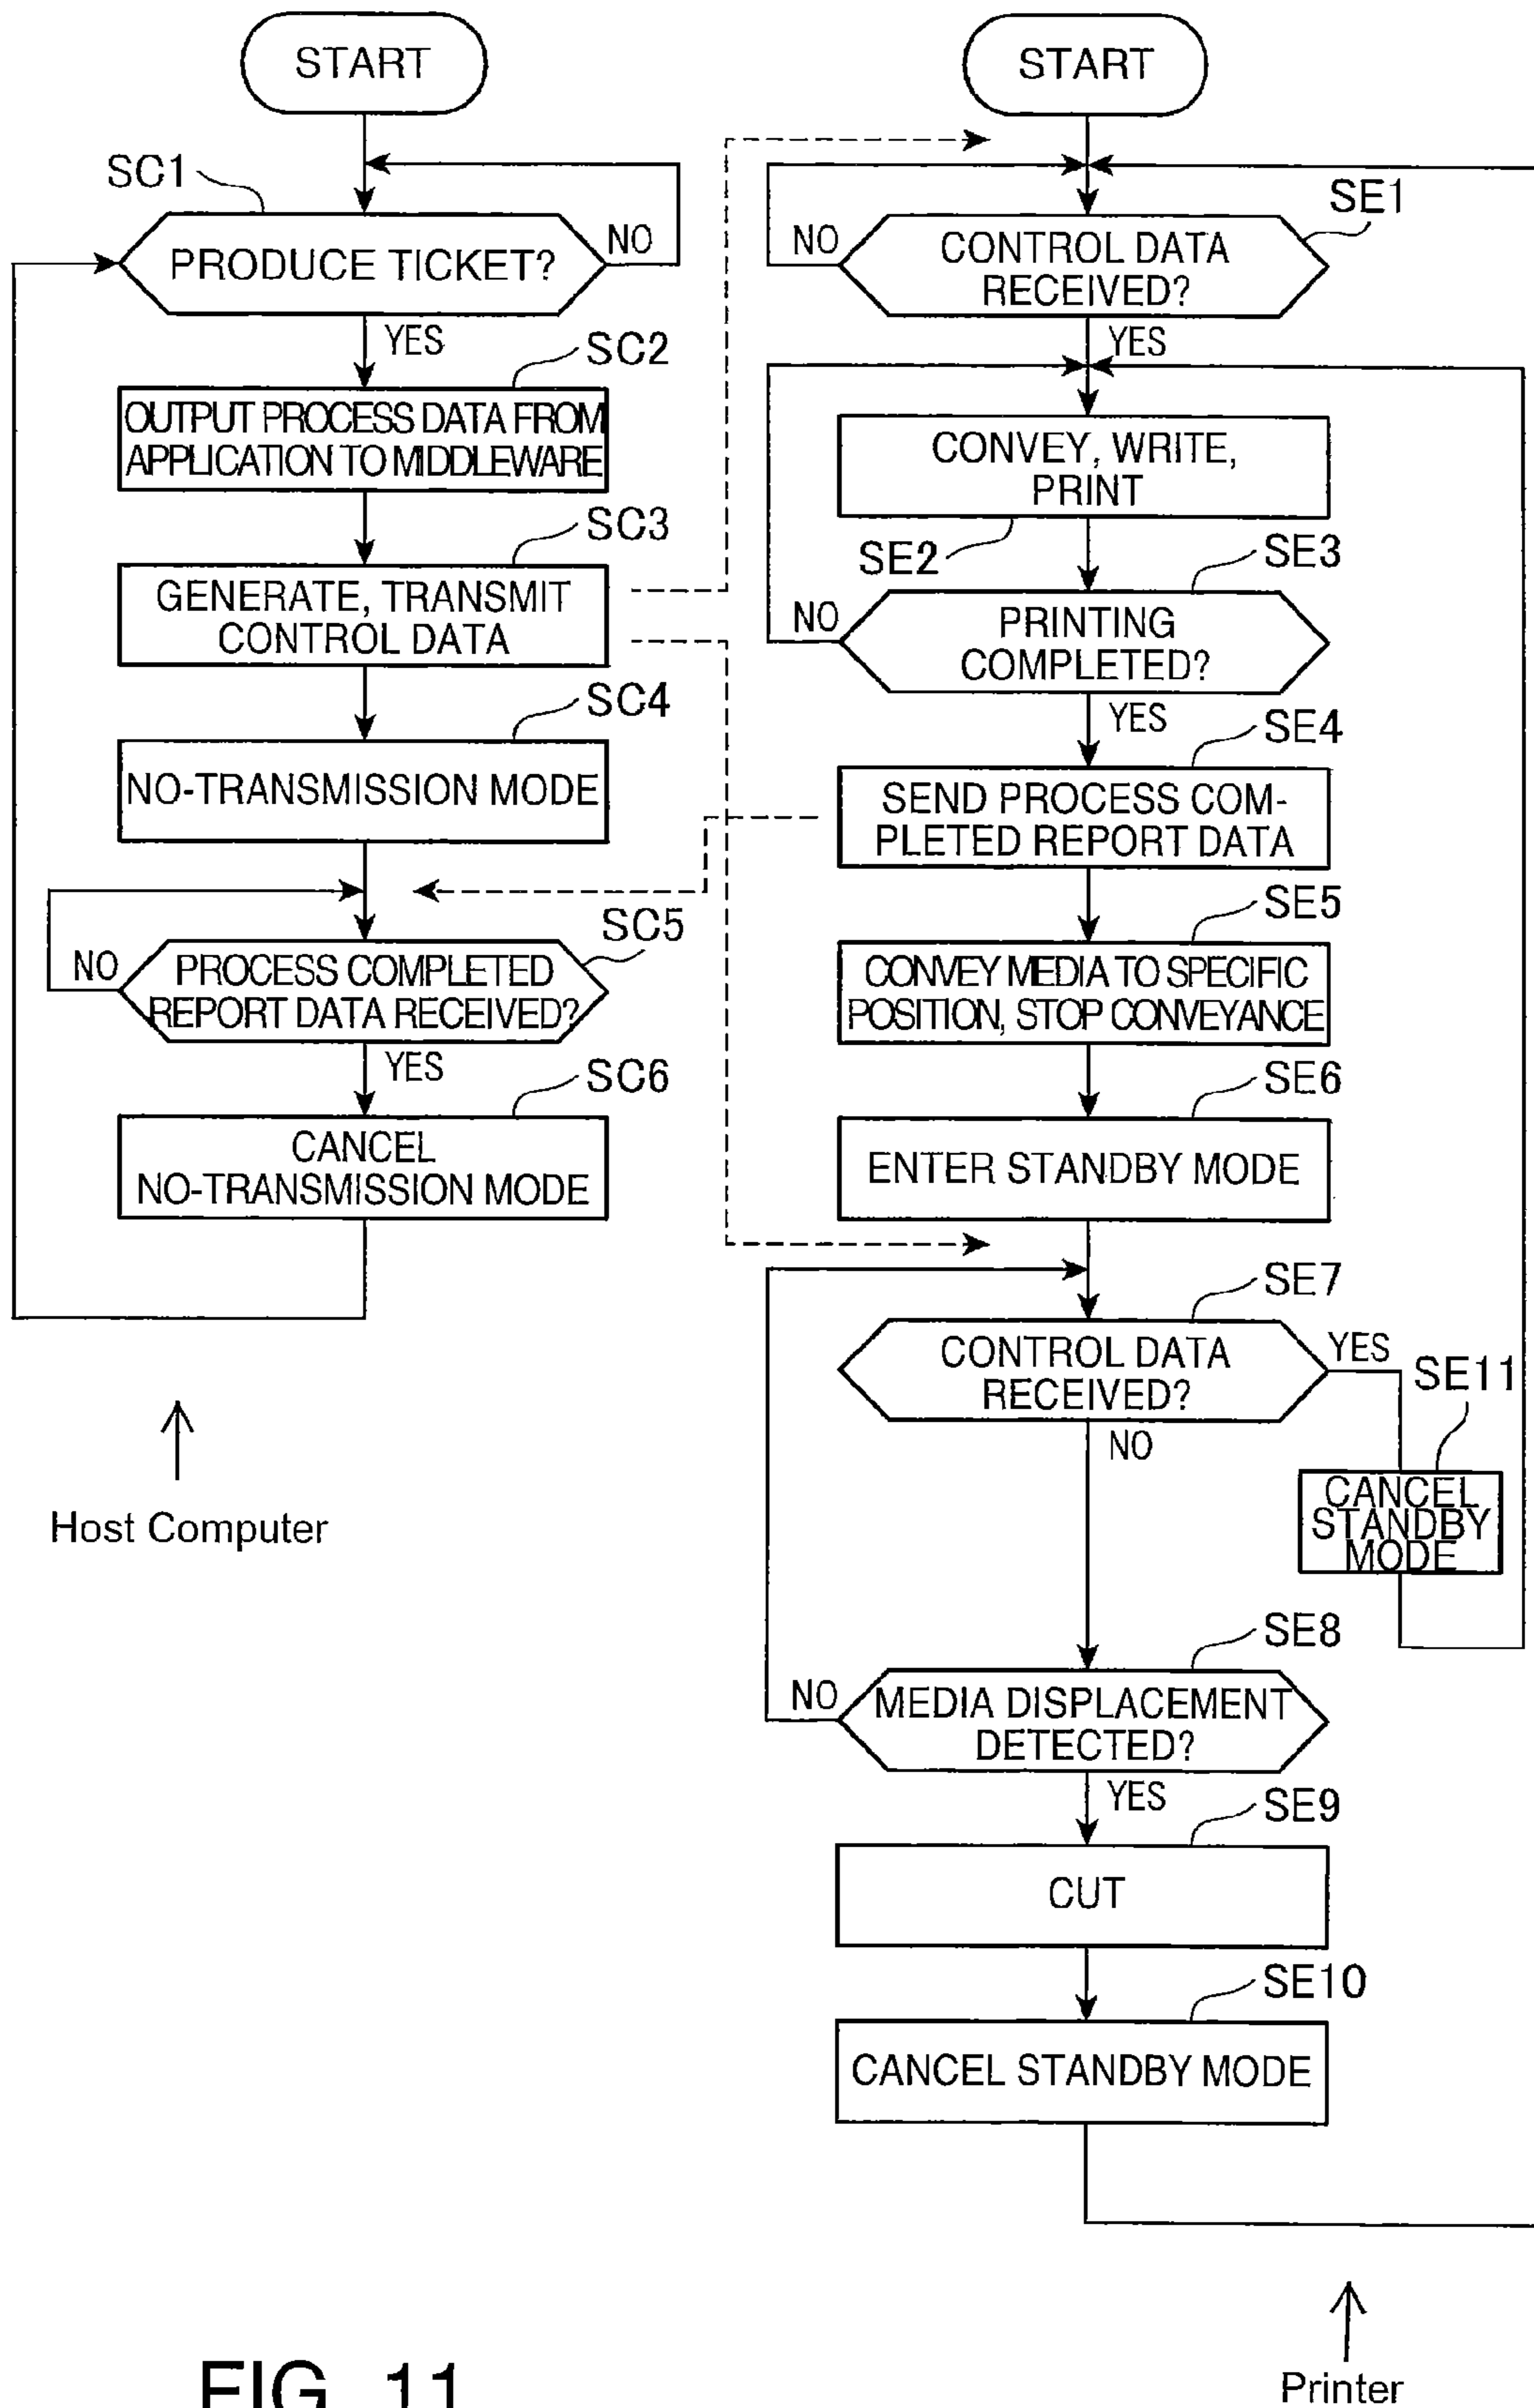 START
SC1
PRODUCE TICKET?
NO
YES
SC2
OUTPUT PROCESS DATA FROM
APPLICATION TO MIDDLEWARE
SC3
GENERATE, TRANSMIT
CONTROL DATA
SC4
NO-TRANSMISSION MODE
SC5
NO
PROCESS COMPLETED
REPORT DATA RECEIVED?
YES
SC6
CANCEL
NO-TRANSMISSION MODE
Host Computer
START
SE1
NO
CONTROL DATA
RECEIVED?
YES
CONVEY, WRITE,
PRINT
SE2
SE3
NO
PRINTING
COMPLETED?
YES
SE4
SEND PROCESS COM-
PLETED REPORT DATA
SE5
CONVEY MEDIA TO SPECIFIC
POSITION, STOP CONVEYANCE
SE6
ENTER STANDBY MODE
SE7
CONTROL DATA
RECEIVED?
YES
SE11
NO
CANCEL
STANDBY
MODE
SE8
NO
MEDIA DISPLACEMENT
DETECTED?
YES
SE9
CUT
SE10
CANCEL STANDBY MODE
Printer
FIG. 11